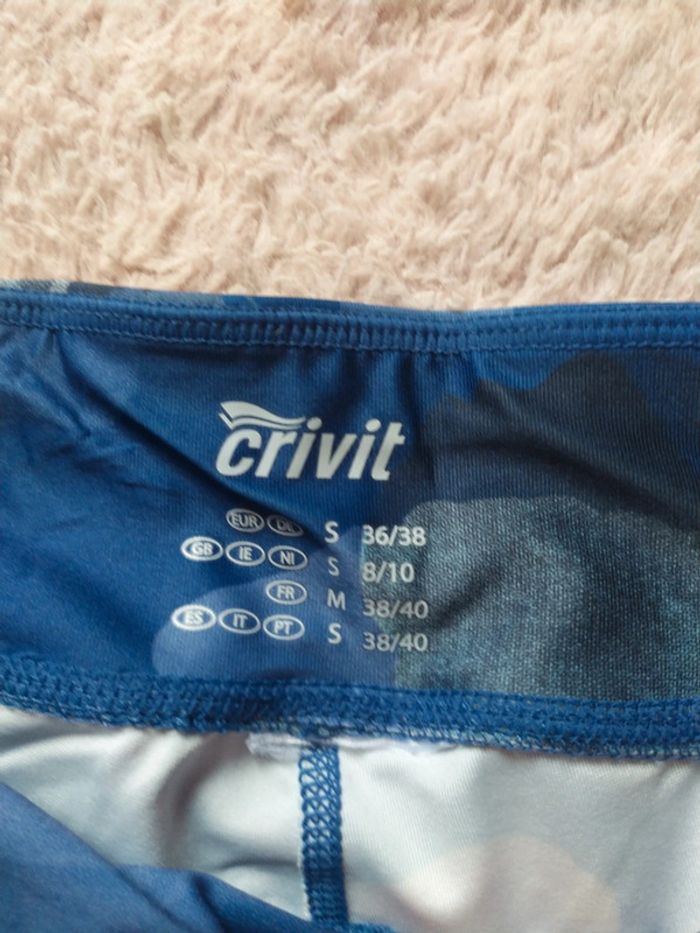 crivit
EUR DE S 36/38
GB IE NI S 8/10
FR M 38/40
ES IT PT S 38/40